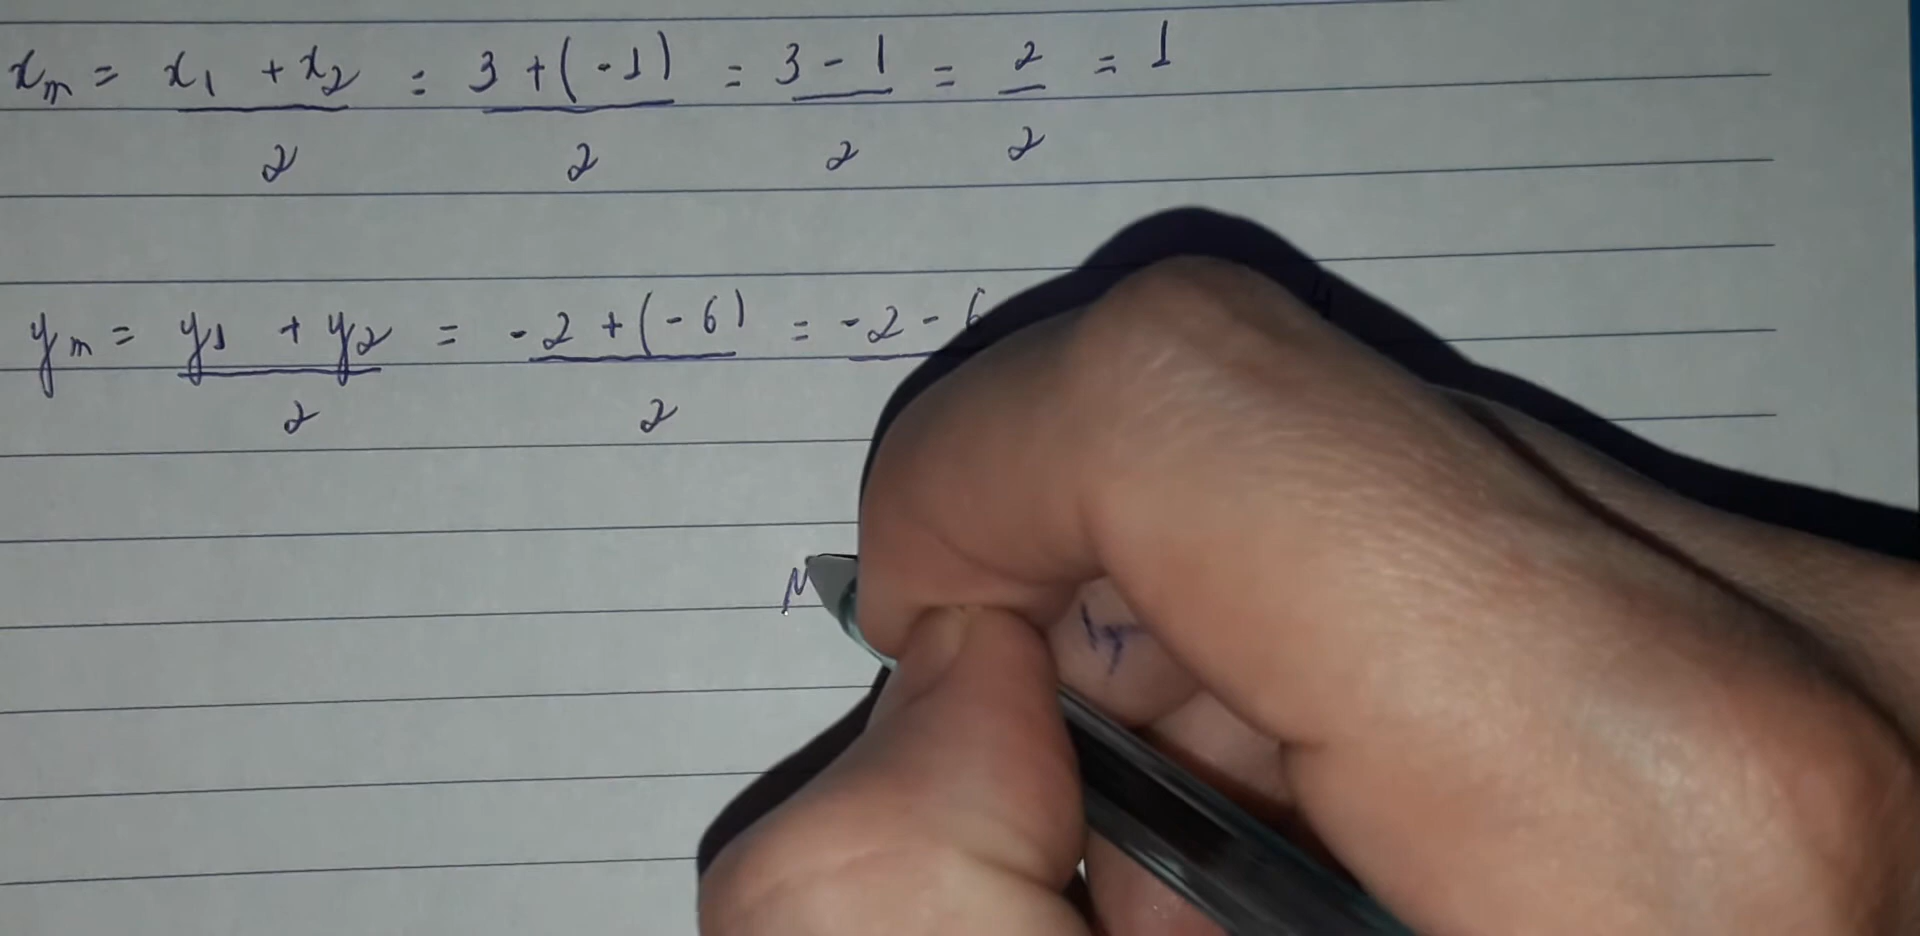 xm = x1 + x2 / 2 = 3 + (-1) / 2 = 3 - 1 / 2 = 2 / 2 = 1
ym = y1 + y2 / 2 = -2 + (-6) / 2 = -2 - 6